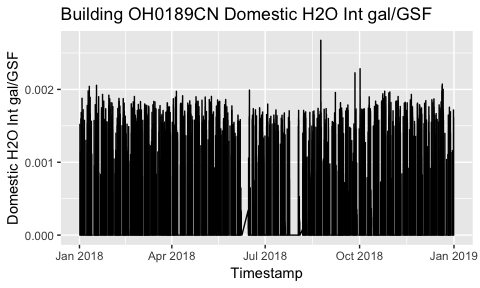 Building OH0189CN Domestic H2O Int gal/GSF
Domestic H2O Int gal/GSF
0.002
0.001
0.000
Jan 2018 Apr 2018 Jul 2018 Oct 2018 Jan 2019
Timestamp